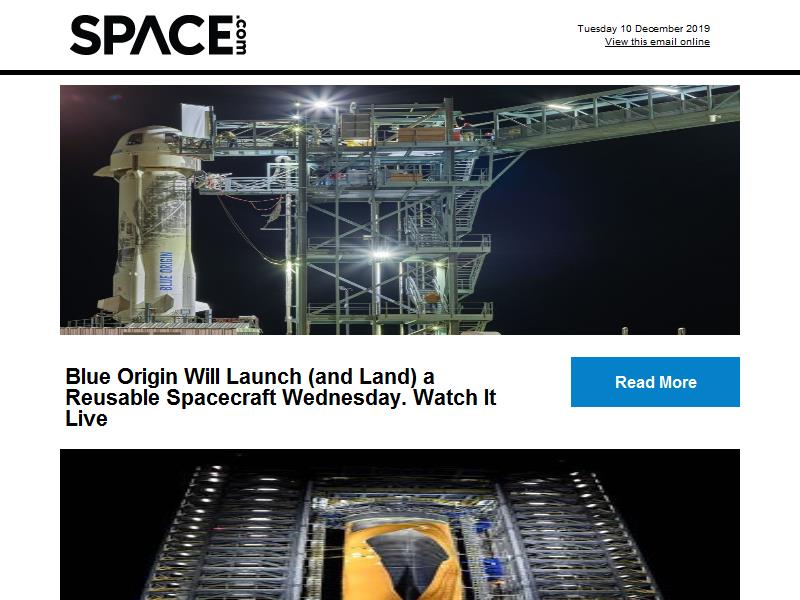 SPACE.com
Tuesday 10 December 2019
View this email online
BLUE ORIGIN
Blue Origin Will Launch (and Land) a
Reusable Spacecraft Wednesday. Watch It
Live
Read More